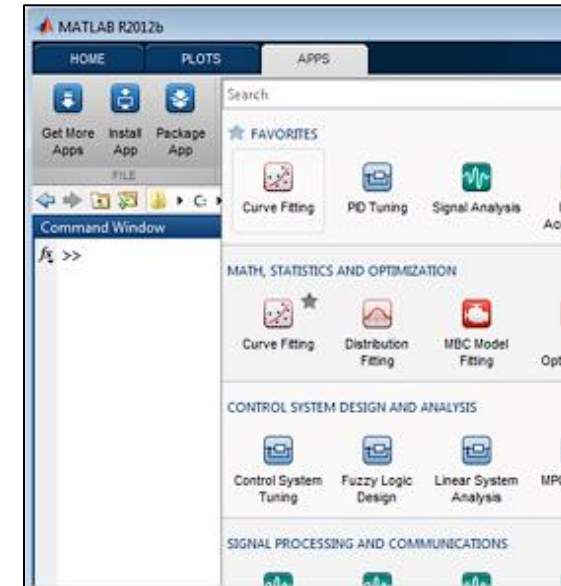 MATLAB R2012b
HOME PLOTS APPS
Get More Apps
Install App
Package App
FILE
Search
FAVORITES
Curve Fitting PID Tuning Signal Analysis
C:
Command Window
fx >>
MATH, STATISTICS AND OPTIMIZATION
Curve Fitting
Distribution Fitting
MBC Model Fitting
CONTROL SYSTEM DESIGN AND ANALYSIS
Control System Tuning
Fuzzy Logic Design
Linear System Analysis
SIGNAL PROCESSING AND COMMUNICATIONS